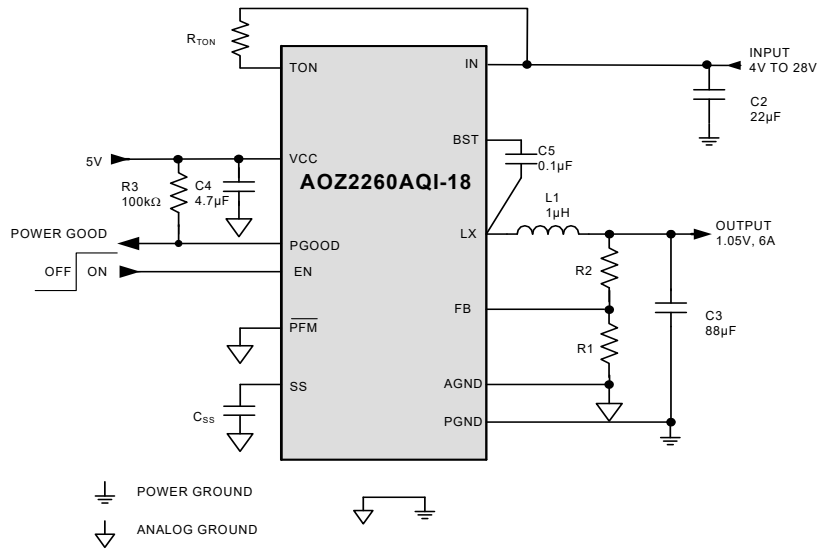 R_TON
TON
IN
INPUT
4V TO 28V
C2
22µF
BST
C5
0.1µF
5V
VCC
AOZ2260AQI-18
R3
100kΩ
C4
4.7µF
L1
1µH
LX
OUTPUT
1.05V, 6A
POWER GOOD
PGOOD
R2
OFF
ON
EN
FB
C3
88µF
PFM
R1
SS
AGND
C_SS
PGND
POWER GROUND
ANALOG GROUND